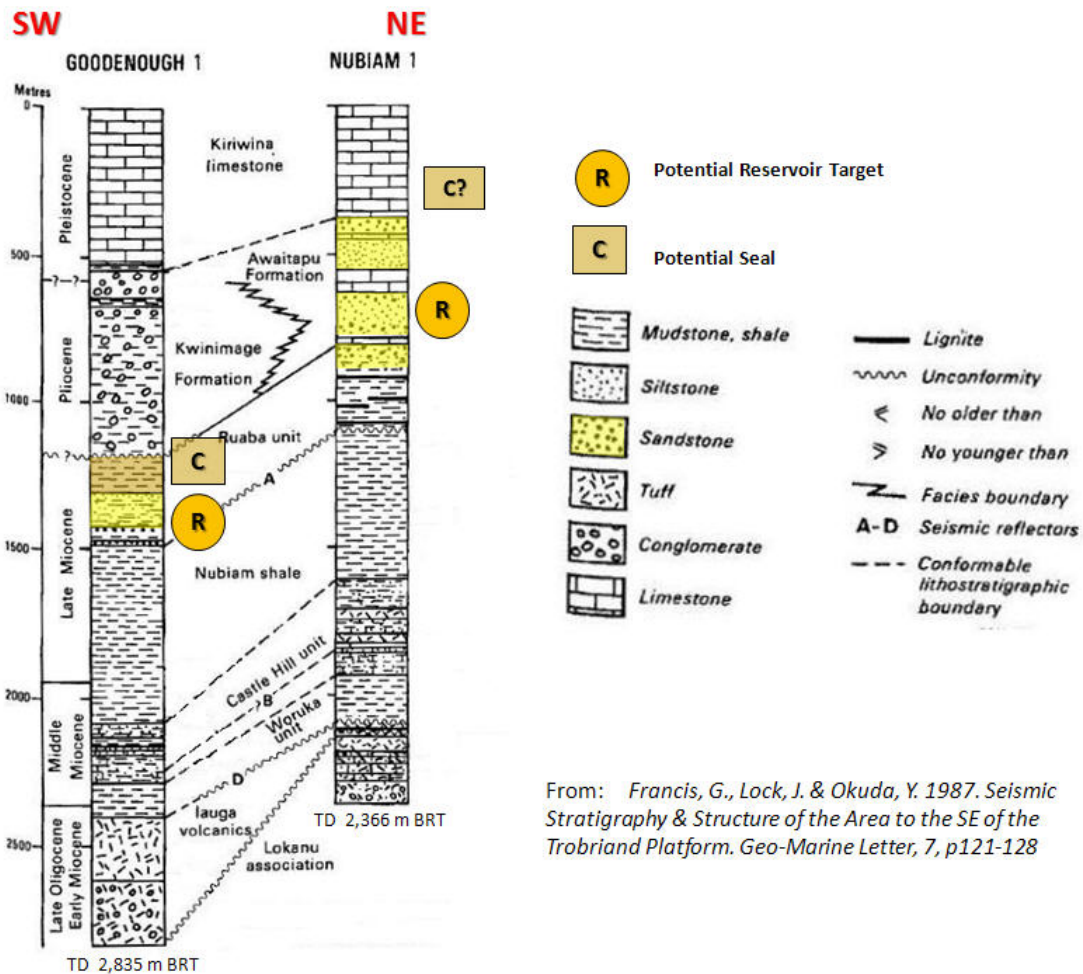 SW
NE
GOODENOUGH 1
NUBIAM 1
Metres
0
500
1000
1500
2000
2500
Pleistocene
—?—?—
Pliocene
?
Late Miocene
Middle
Miocene
Late Oligocene
Early Miocene
Kiriwina
limestone
C?
Awaitapu
Formation
R
Kwinimage
Formation
Ruaba unit
C
A
R
Nubiam shale
Castle Hill unit
?B
Woruka
unit
D
Iauga
volcanics
Lokanu
association
TD 2,366 m BRT
TD 2,835 m BRT
R
Potential Reservoir Target
C
Potential Seal
Mudstone, shale
Siltstone
Sandstone
Tuff
Conglomerate
Limestone
Lignite
Unconformity
No older than
No younger than
Facies boundary
A-D Seismic reflectors
Conformable
lithostratigraphic
boundary
From: Francis, G., Lock, J. & Okuda, Y. 1987. Seismic
Stratigraphy & Structure of the Area to the SE of the
Trobriand Platform. Geo-Marine Letter, 7, p121-128